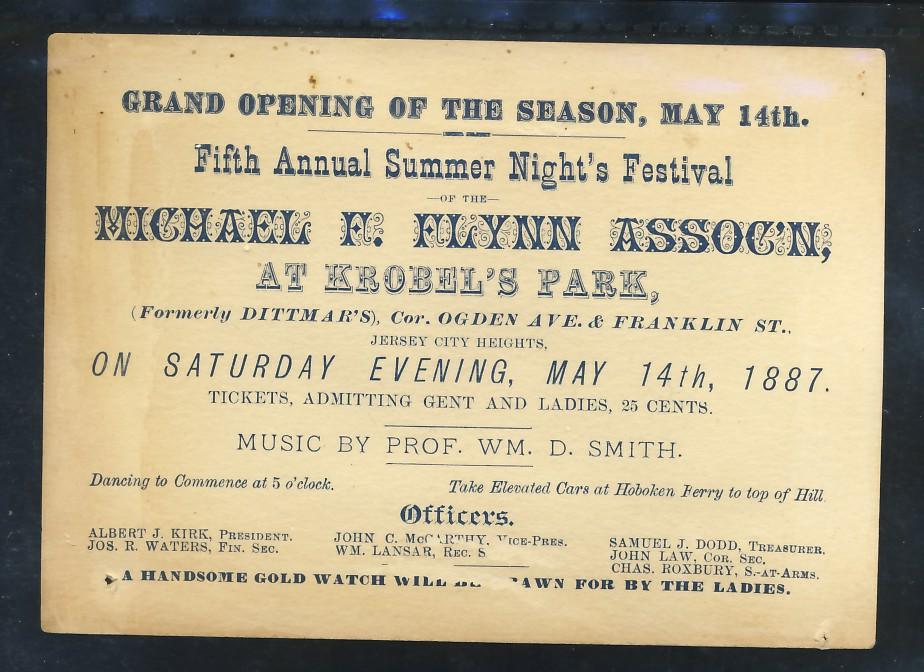 GRAND OPENING OF THE SEASON, MAY 14th.
Fifth Annual Summer Night's Festival
—OF THE—
MICHAEL F. FLYNN ASSOC'N,
AT KROBEL'S PARK,
(Formerly DITTMAR'S), Cor. OGDEN AVE. & FRANKLIN ST.,
JERSEY CITY HEIGHTS,
ON SATURDAY EVENING, MAY 14th, 1887.
TICKETS, ADMITTING GENT AND LADIES, 25 CENTS.
MUSIC BY PROF. WM. D. SMITH.
Dancing to Commence at 5 o'clock. Take Elevated Cars at Hoboken Ferry to top of Hill
Officers.
ALBERT J. KIRK, PRESIDENT. JOHN C. McCARTHY, VICE-PRES. SAMUEL J. DODD, TREASURER.
JOS. R. WATERS, FIN. SEC. WM. LANSAR, REC. S JOHN LAW, COR. SEC.
CHAS. ROXBURY, S.-AT-ARMS.
A HANDSOME GOLD WATCH WILL FOR BY THE LADIES.